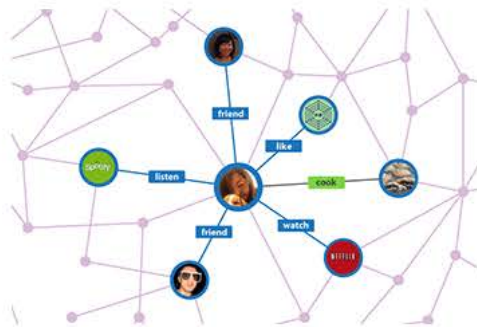 friend
like
Spotify
listen
cook
friend
watch
NETFLIX